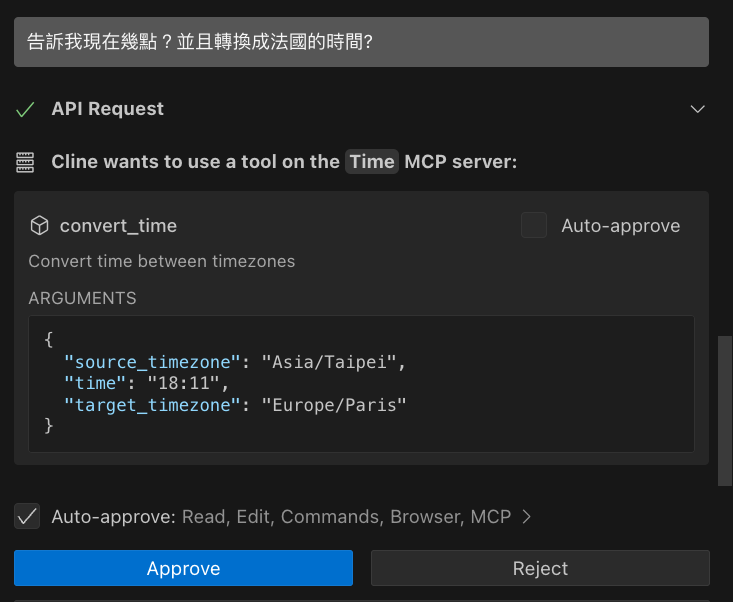 告訴我現在幾點？並且轉換成法國的時間?
API Request
Cline wants to use a tool on the Time MCP server:
convert_time
Auto-approve
Convert time between timezones
ARGUMENTS
{
"source_timezone": "Asia/Taipei",
"time": "18:11",
"target_timezone": "Europe/Paris"
}
Auto-approve: Read, Edit, Commands, Browser, MCP
Approve
Reject